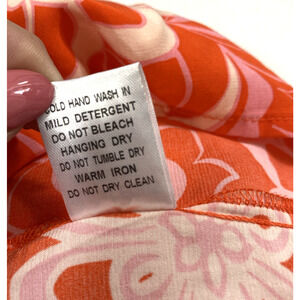 COLD HAND WASH IN
MILD DETERGENT
DO NOT BLEACH
HANGING DRY
DO NOT TUMBLE DRY
WARM IRON
DO NOT DRY CLEAN